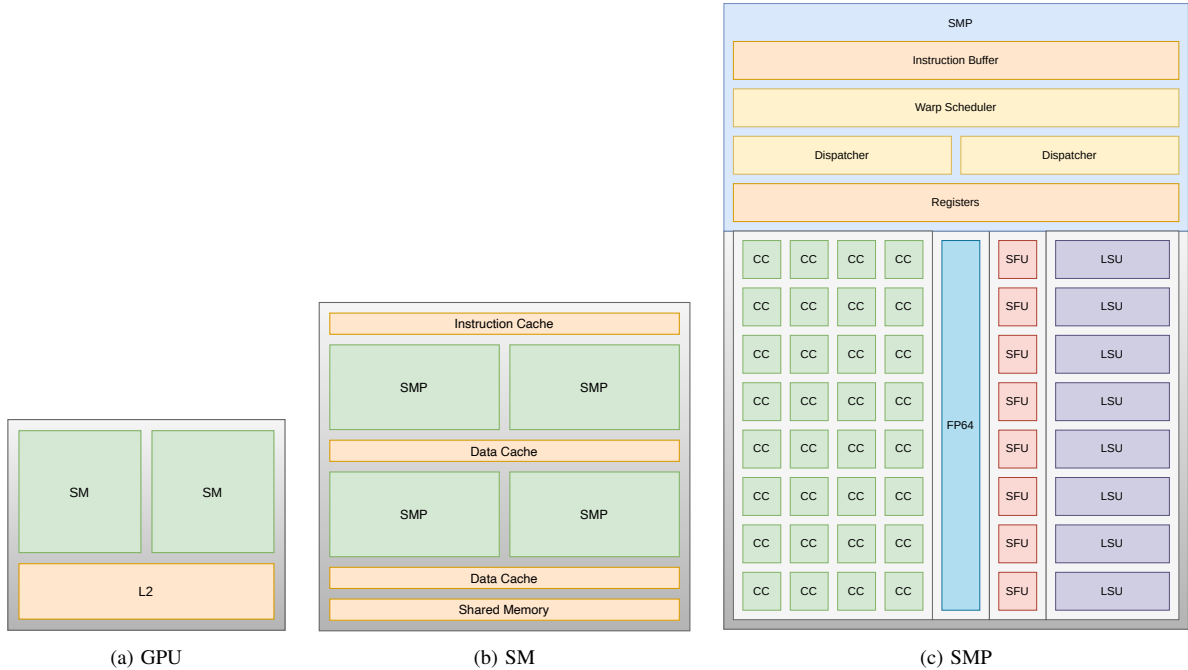 SM SM
L2
(a) GPU
Instruction Cache
SMP SMP
Data Cache
SMP SMP
Data Cache
Shared Memory
(b) SM
SMP
Instruction Buffer
Warp Scheduler
Dispatcher Dispatcher
Registers
CC CC CC CC SFU LSU
CC CC CC CC SFU LSU
CC CC CC CC SFU LSU
CC CC CC CC SFU LSU
FP64
CC CC CC CC SFU LSU
CC CC CC CC SFU LSU
CC CC CC CC SFU LSU
CC CC CC CC SFU LSU
(c) SMP